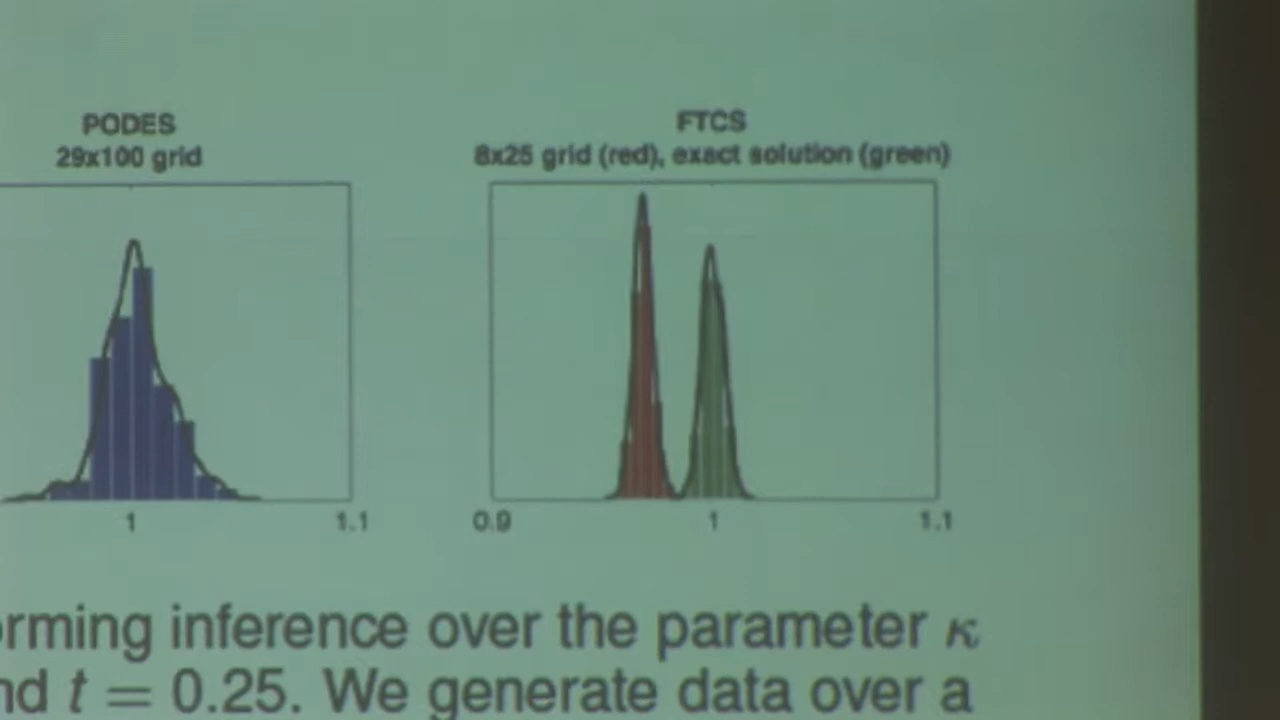 PODES
29x100 grid
1
1.1
FTCS
8x25 grid (red), exact solution (green)
0.9
1
1.1
orming inference over the parameter κ
nd t = 0.25. We generate data over a